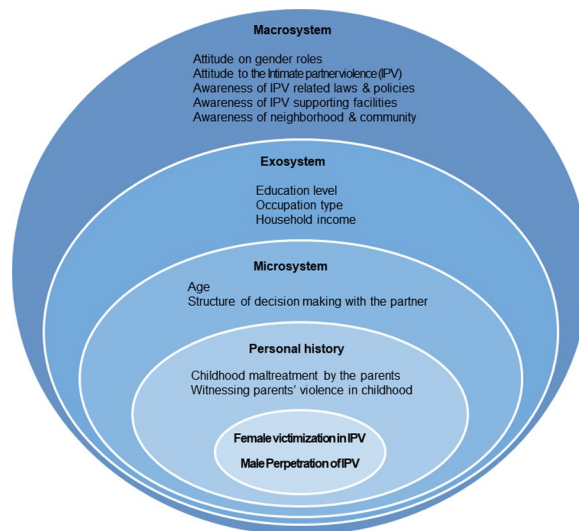 Macrosystem
Attitude on gender roles
Attitude to the Intimate partner violence (IPV)
Awareness of IPV related laws & policies
Awareness of IPV supporting facilities
Awareness of neighborhood & community
Exosystem
Education level
Occupation type
Household income
Microsystem
Age
Structure of decision making with the partner
Personal history
Childhood maltreatment by the parents
Witnessing parents' violence in childhood
Female victimization in IPV
Male Perpetration of IPV